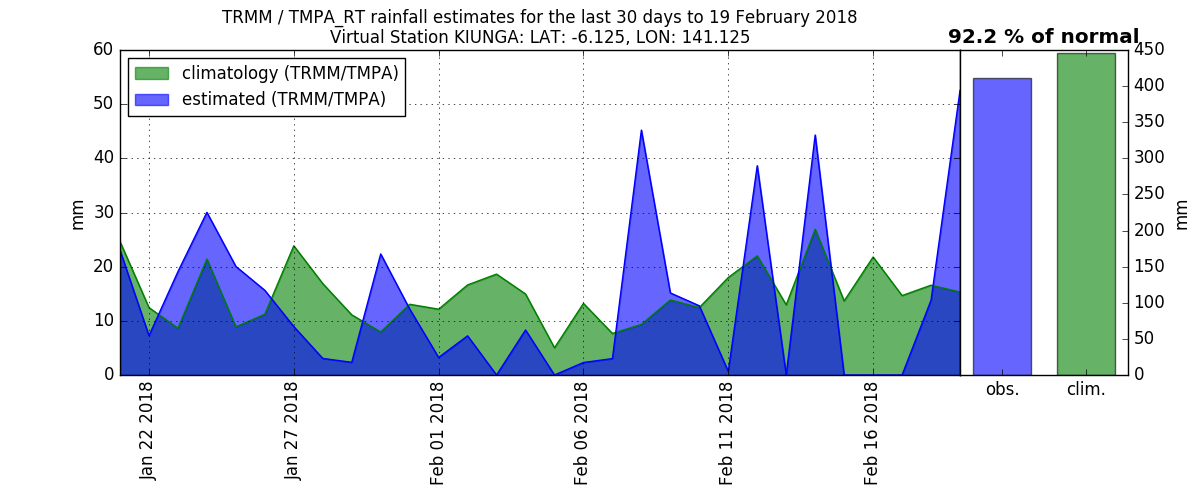 TRMM / TMPA_RT rainfall estimates for the last 30 days to 19 February 2018
Virtual Station KIUNGA: LAT: -6.125, LON: 141.125
92.2 % of normal
climatology (TRMM/TMPA)
estimated (TRMM/TMPA)
60
50
40
30
20
10
0
mm
Jan 22 2018
Jan 27 2018
Feb 01 2018
Feb 06 2018
Feb 11 2018
Feb 16 2018
obs.
clim.
450
400
350
300
250
200
150
100
50
0
mm